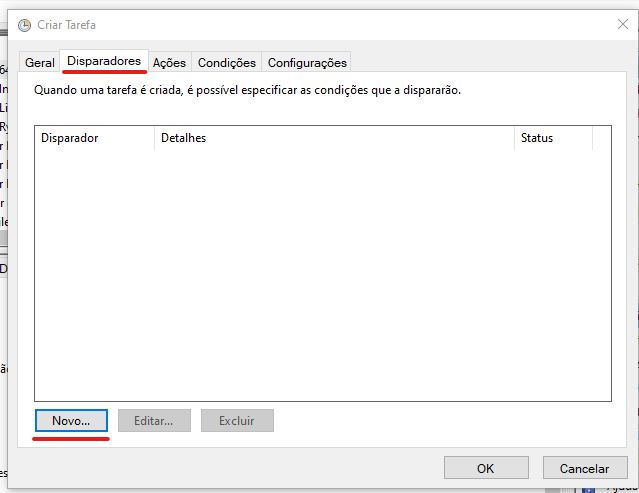 Criar Tarefa
Geral Disparadores Ações Condições Configurações
Quando uma tarefa é criada, é possível especificar as condições que a dispararão.
Disparador Detalhes Status
Novo... Editar... Excluir
OK Cancelar